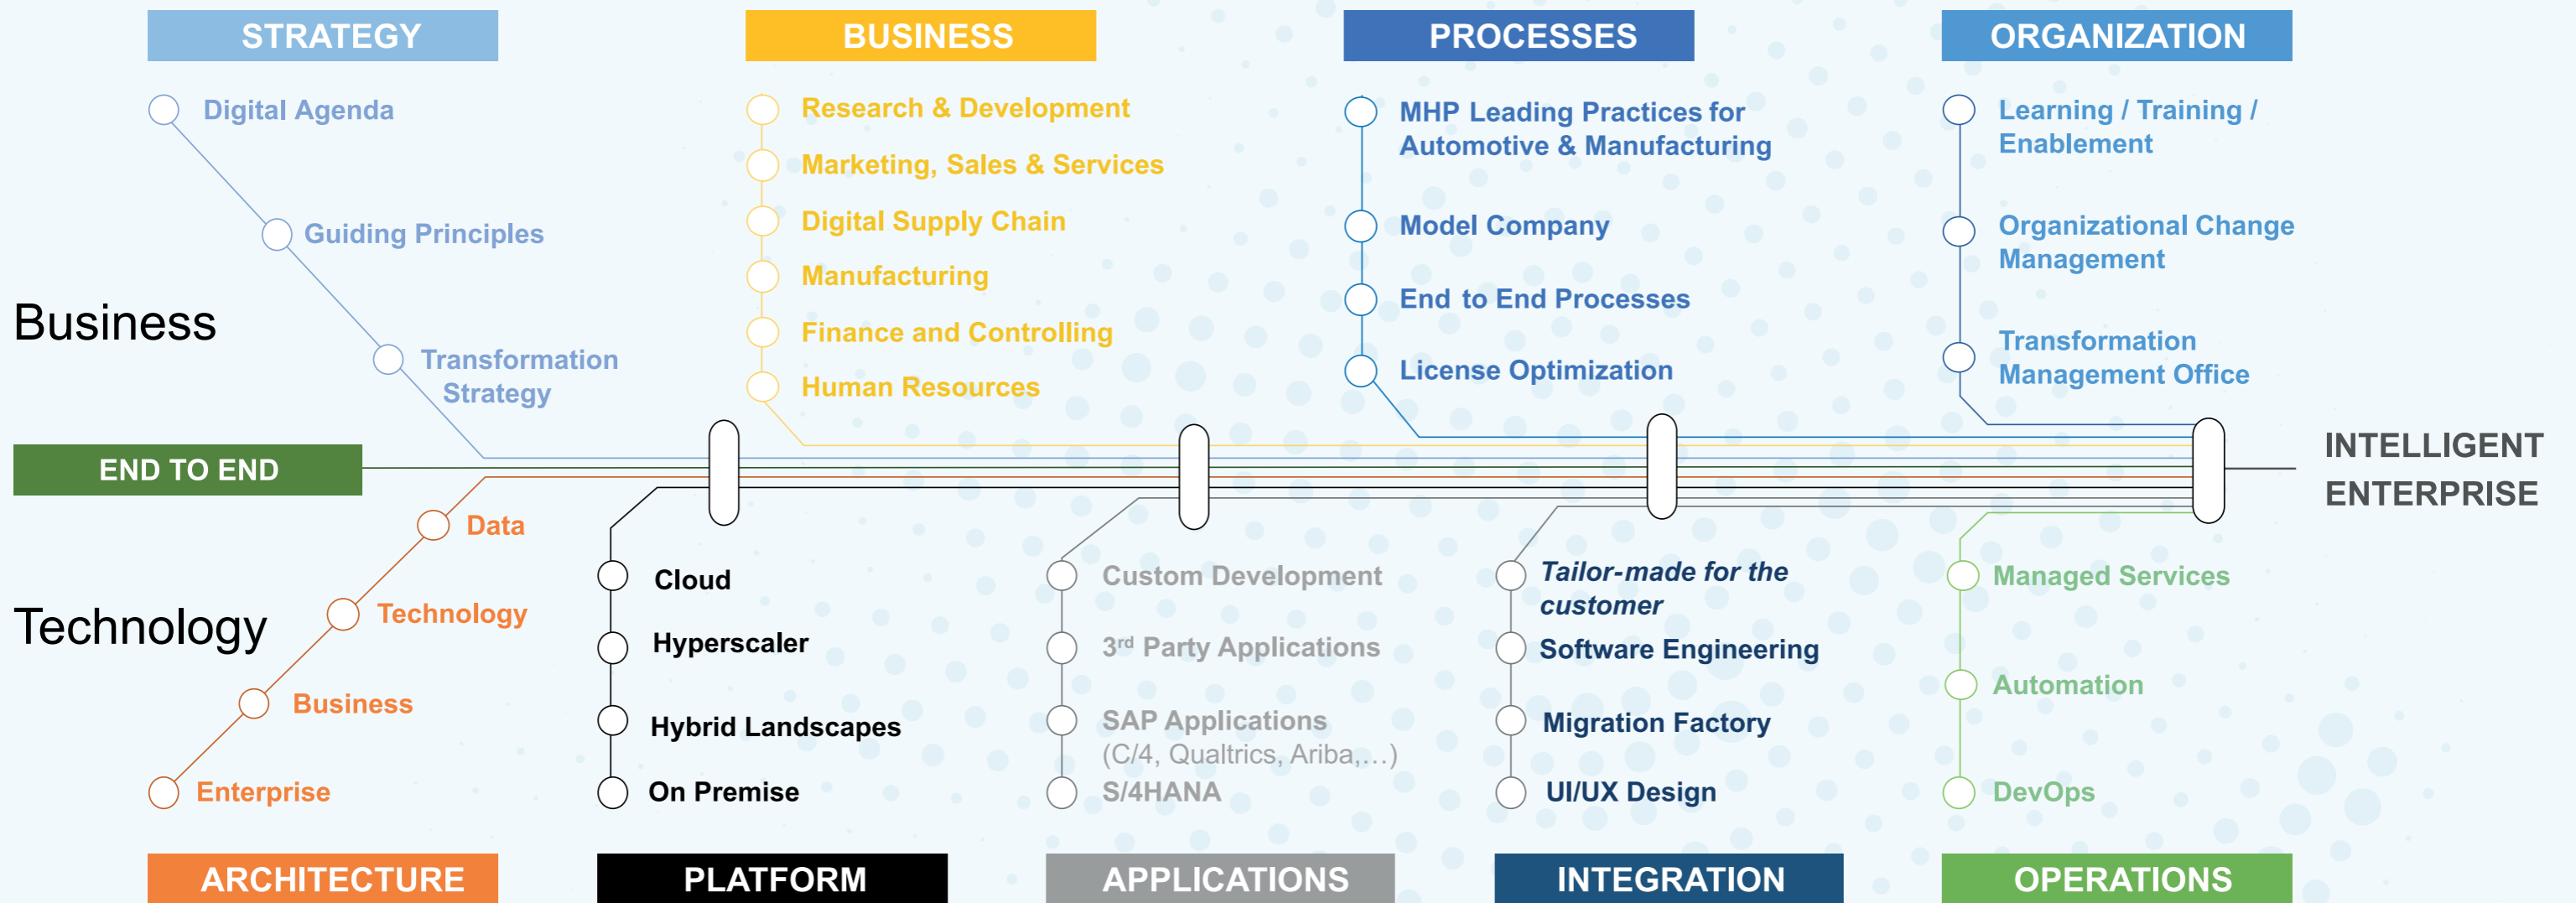 STRATEGY
BUSINESS
PROCESSES
ORGANIZATION
Digital Agenda
Guiding Principles
Transformation
Strategy
Research & Development
Marketing, Sales & Services
Digital Supply Chain
Manufacturing
Finance and Controlling
Human Resources
MHP Leading Practices for
Automotive & Manufacturing
Model Company
End to End Processes
License Optimization
Learning / Training /
Enablement
Organizational Change
Management
Transformation
Management Office
Business
END TO END
INTELLIGENT
ENTERPRISE
Technology
Data
Technology
Business
Enterprise
Cloud
Hyperscaler
Hybrid Landscapes
On Premise
Custom Development
3rd Party Applications
SAP Applications
(C/4, Qualtrics, Ariba,…)
S/4HANA
Tailor-made for the
customer
Software Engineering
Migration Factory
UI/UX Design
Managed Services
Automation
DevOps
ARCHITECTURE
PLATFORM
APPLICATIONS
INTEGRATION
OPERATIONS